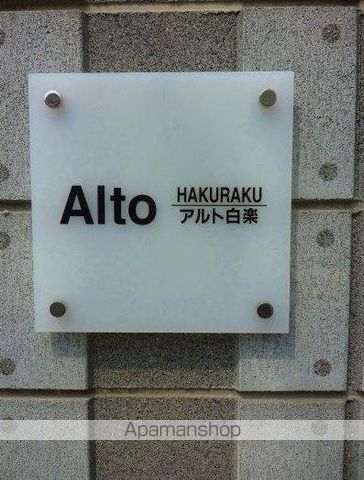 Alto
HAKURAKU
アルト白楽
Apamanshop